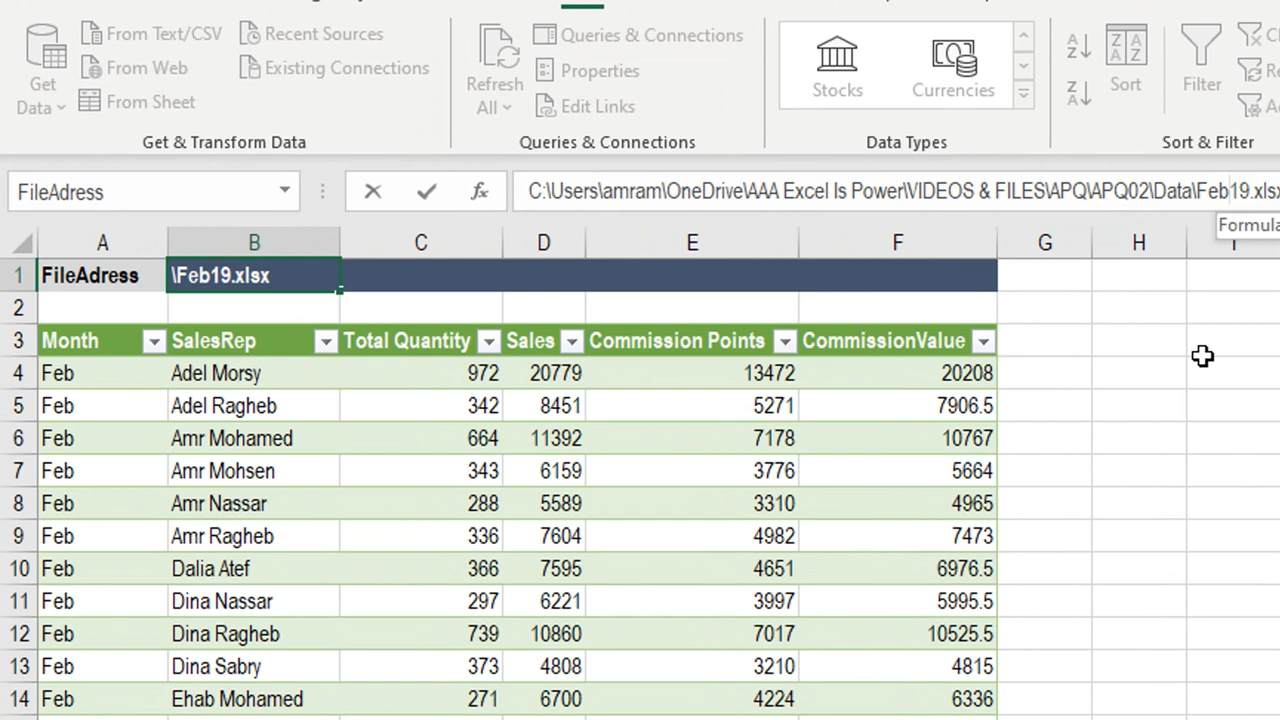 From Text/CSV
Recent Sources
Queries & Connections
From Web
Existing Connections
Properties
Get Data
From Sheet
Refresh All
Edit Links
Stocks
Currencies
Sort
Filter
Get & Transform Data
Queries & Connections
Data Types
Sort & Filter
FileAdress
fx
C:\Users\amram\OneDrive\AAA Excel Is Power\VIDEOS & FILES\APQ\APQ02\Data\Feb19.xlsx
A B C D E F G H
1 FileAdress \Feb19.xlsx
2
3 Month SalesRep Total Quantity Sales Commission Points CommissionValue
4 Feb Adel Morsy 972 20779 13472 20208
5 Feb Adel Ragheb 342 8451 5271 7906.5
6 Feb Amr Mohamed 664 11392 7178 10767
7 Feb Amr Mohsen 343 6159 3776 5664
8 Feb Amr Nassar 288 5589 3310 4965
9 Feb Amr Ragheb 336 7604 4982 7473
10 Feb Dalia Atef 366 7595 4651 6976.5
11 Feb Dina Nassar 297 6221 3997 5995.5
12 Feb Dina Ragheb 739 10860 7017 10525.5
13 Feb Dina Sabry 373 4808 3210 4815
14 Feb Ehab Mohamed 271 6700 4224 6336